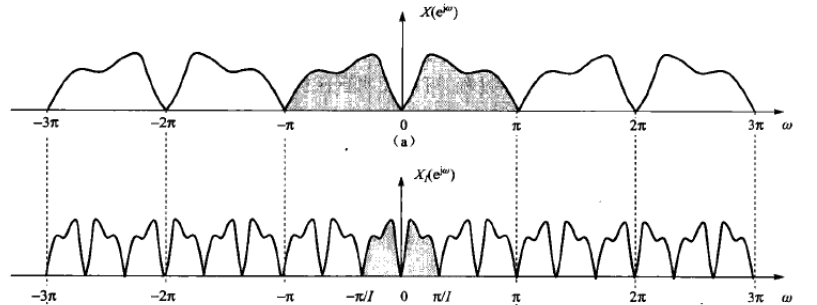 X(e^{jω})
−3π −2π −π 0 π 2π 3π ω
（a）
X_I(e^{jω})
−3π −2π −π −π/I 0 π/I π 2π 3π ω